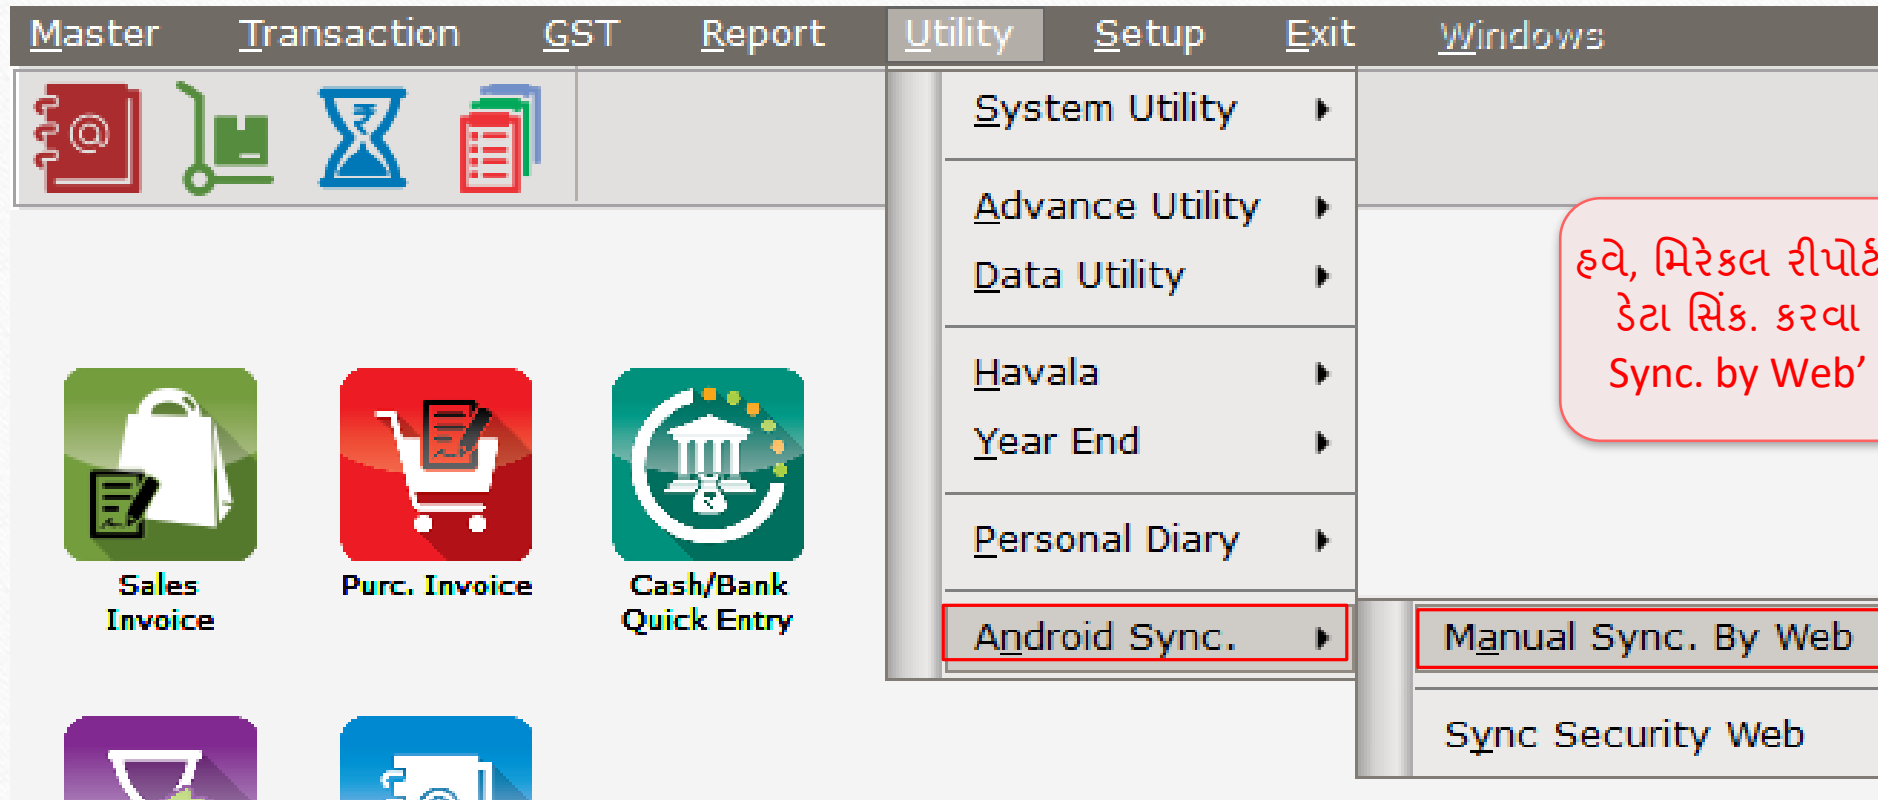 Master Transaction GST Report Utility Setup Exit Windows
System Utility
Advance Utility
Data Utility
Havala
Year End
Personal Diary
Android Sync.
Manual Sync. By Web
Sync Security Web
હવે, મિરેકલ રીપોર્ટ
ડેટા સિંક. કરવા
Sync. by Web’
Sales
Invoice
Purc. Invoice
Cash/Bank
Quick Entry